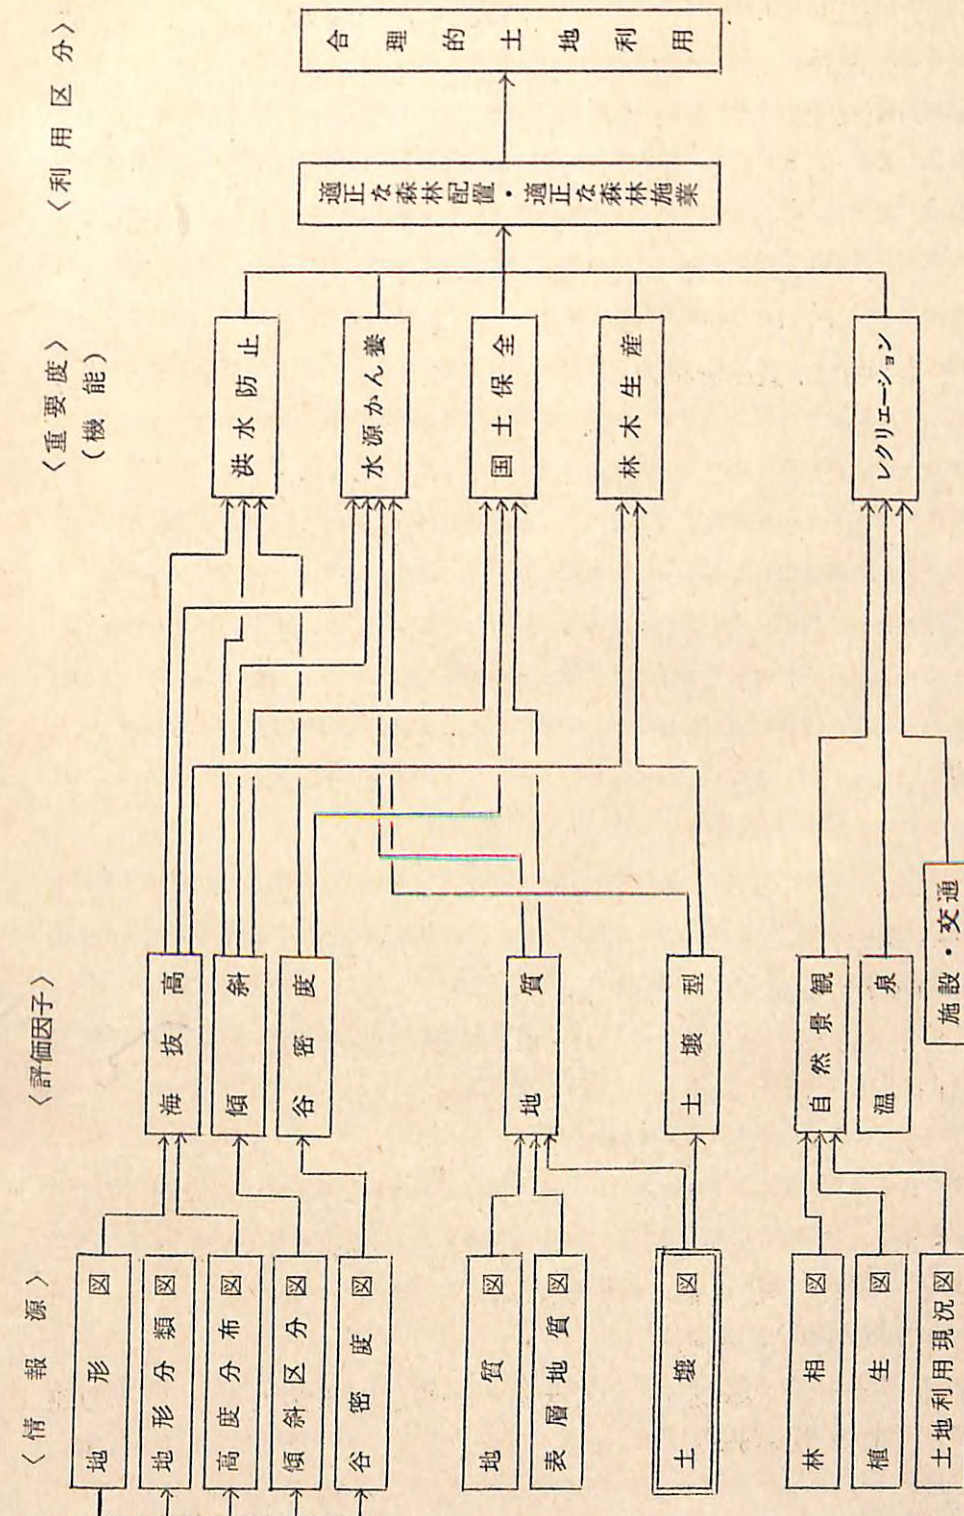 〈利用区分〉
合理的土地利用
適正な森林配置・適正な森林施業
〈重要度〉
(機能)
洪水防止
水源かん養
国土保全
林木生産
レクリエーション
〈評価因子〉
海抜高
傾斜
谷密度
地質
土壌型
自然景観
温泉
施設・交通
〈情報源〉
地形図
地形分類図
高度分布図
傾斜区分図
谷密度図
地質図
表層地質図
土壌図
林相図
植生図
土地利用現況図